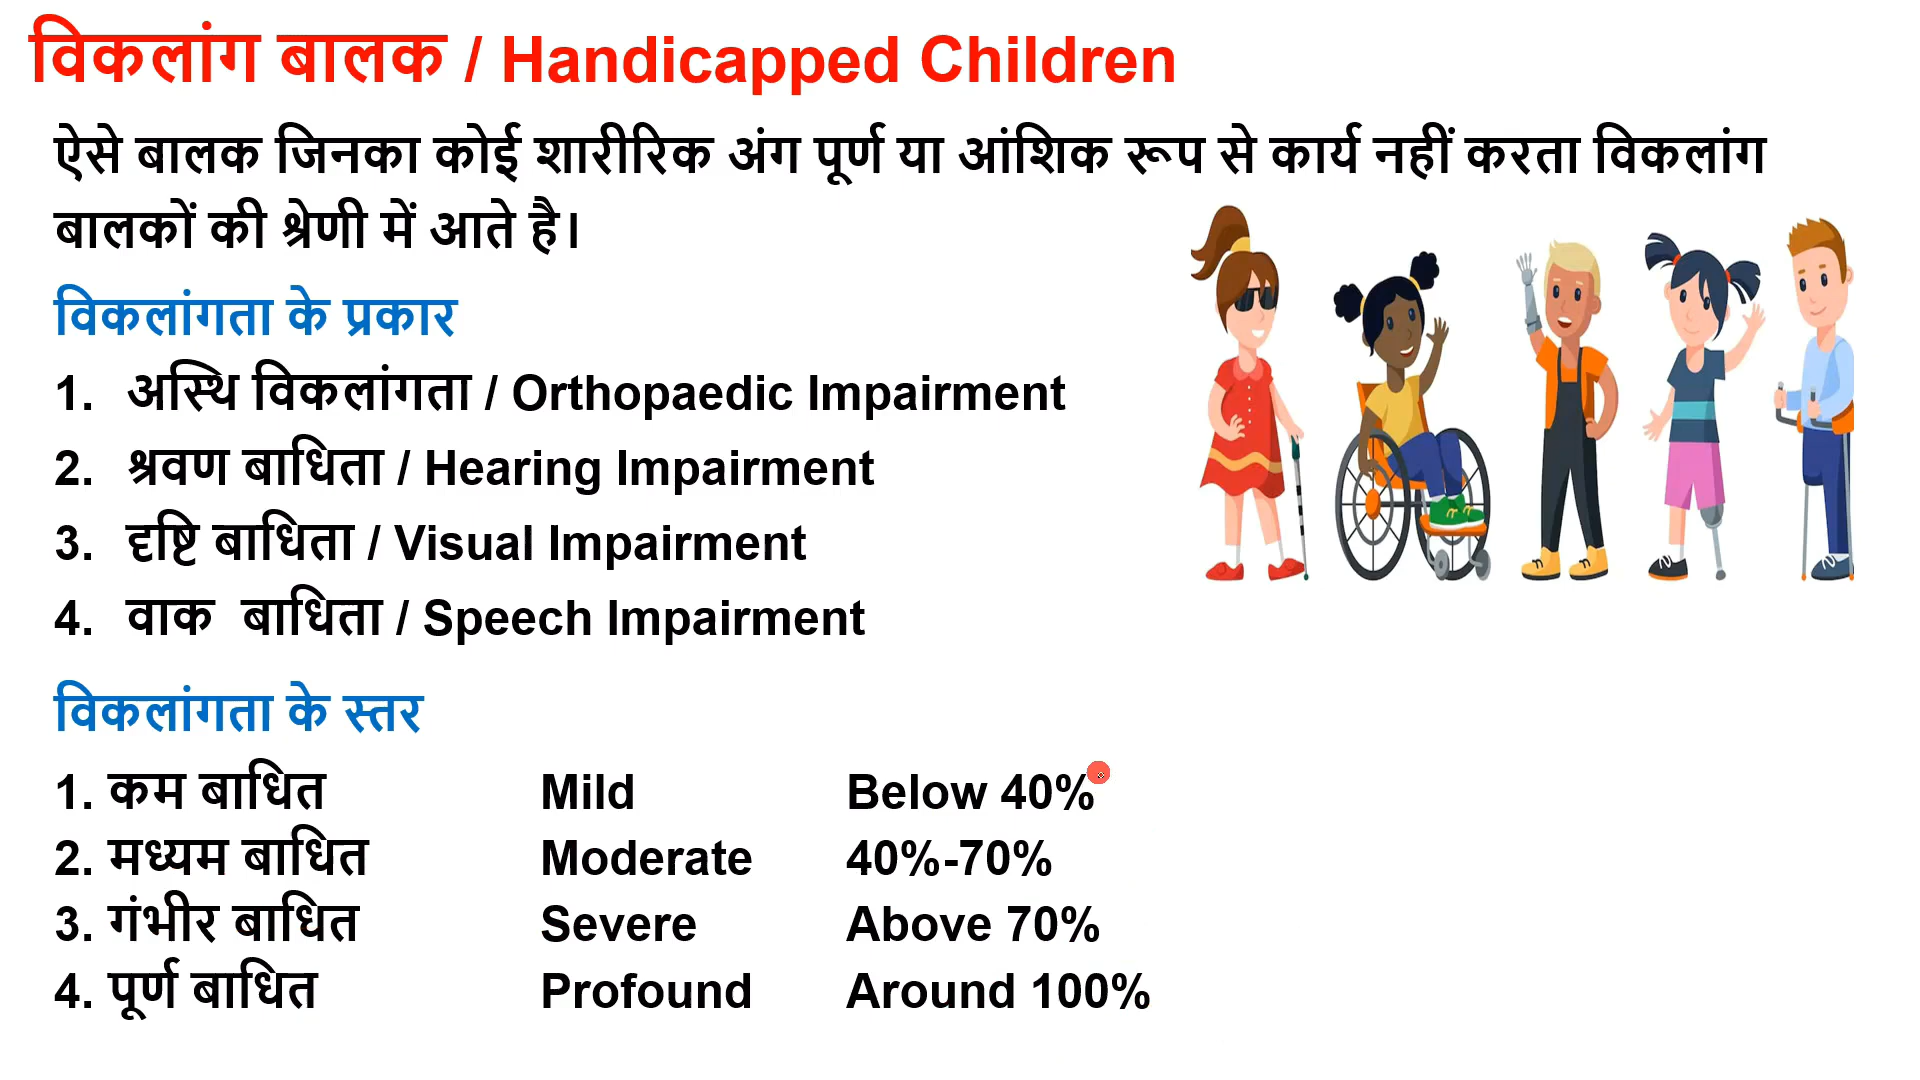 विकलांग बालक / Handicapped Children
ऐसे बालक जिनका कोई शारीरिक अंग पूर्ण या आंशिक रूप से कार्य नहीं करता विकलांग
बालकों की श्रेणी में आते है।
विकलांगता के प्रकार
1. अस्थि विकलांगता / Orthopaedic Impairment
2. श्रवण बाधिता / Hearing Impairment
3. दृष्टि बाधिता / Visual Impairment
4. वाक बाधिता / Speech Impairment
विकलांगता के स्तर
1. कम बाधित Mild Below 40%
2. मध्यम बाधित Moderate 40%-70%
3. गंभीर बाधित Severe Above 70%
4. पूर्ण बाधित Profound Around 100%